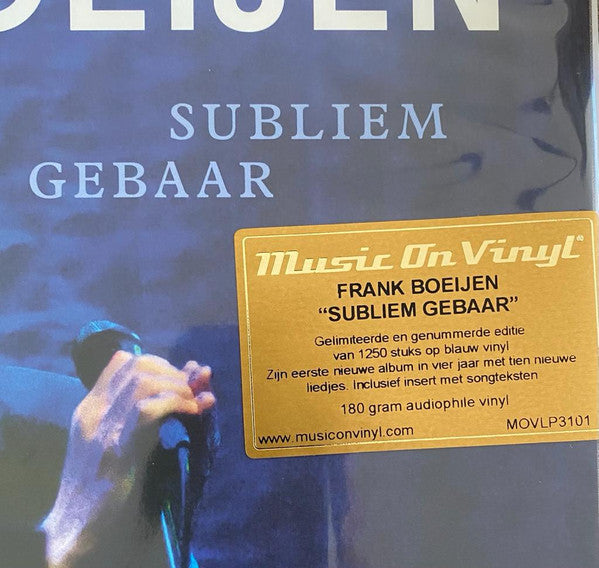 BOEIJEN
SUBLIEM
GEBAAR
Music On Vinyl®
FRANK BOEIJEN
“SUBLIEM GEBAAR”
Gelimiteerde en genummerde editie
van 1250 stuks op blauw vinyl
Zijn eerste nieuwe album in vier jaar met tien nieuwe
liedjes. Inclusief insert met songteksten
180 gram audiophile vinyl
www.musiconvinyl.com MOVLP3101